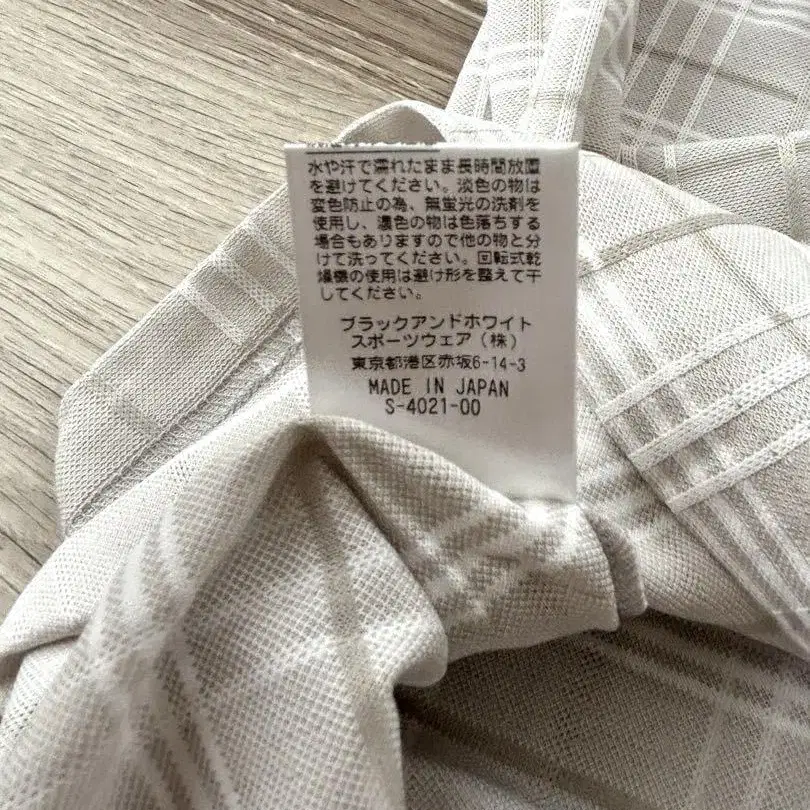 水や汗で濡れたまま長時間放置
を避けてください。淡色の物は
変色防止の為、無蛍光の洗剤を
使用し、濃色の物は色落ちする
場合もありますので他の物と分
けて洗ってください。回転式乾
燥機の使用は避け形を整えて干
してください。
ブラックアンドホワイト
スポーツウェア（株）
東京都港区赤坂6-14-3
MADE IN JAPAN
S-4021-00